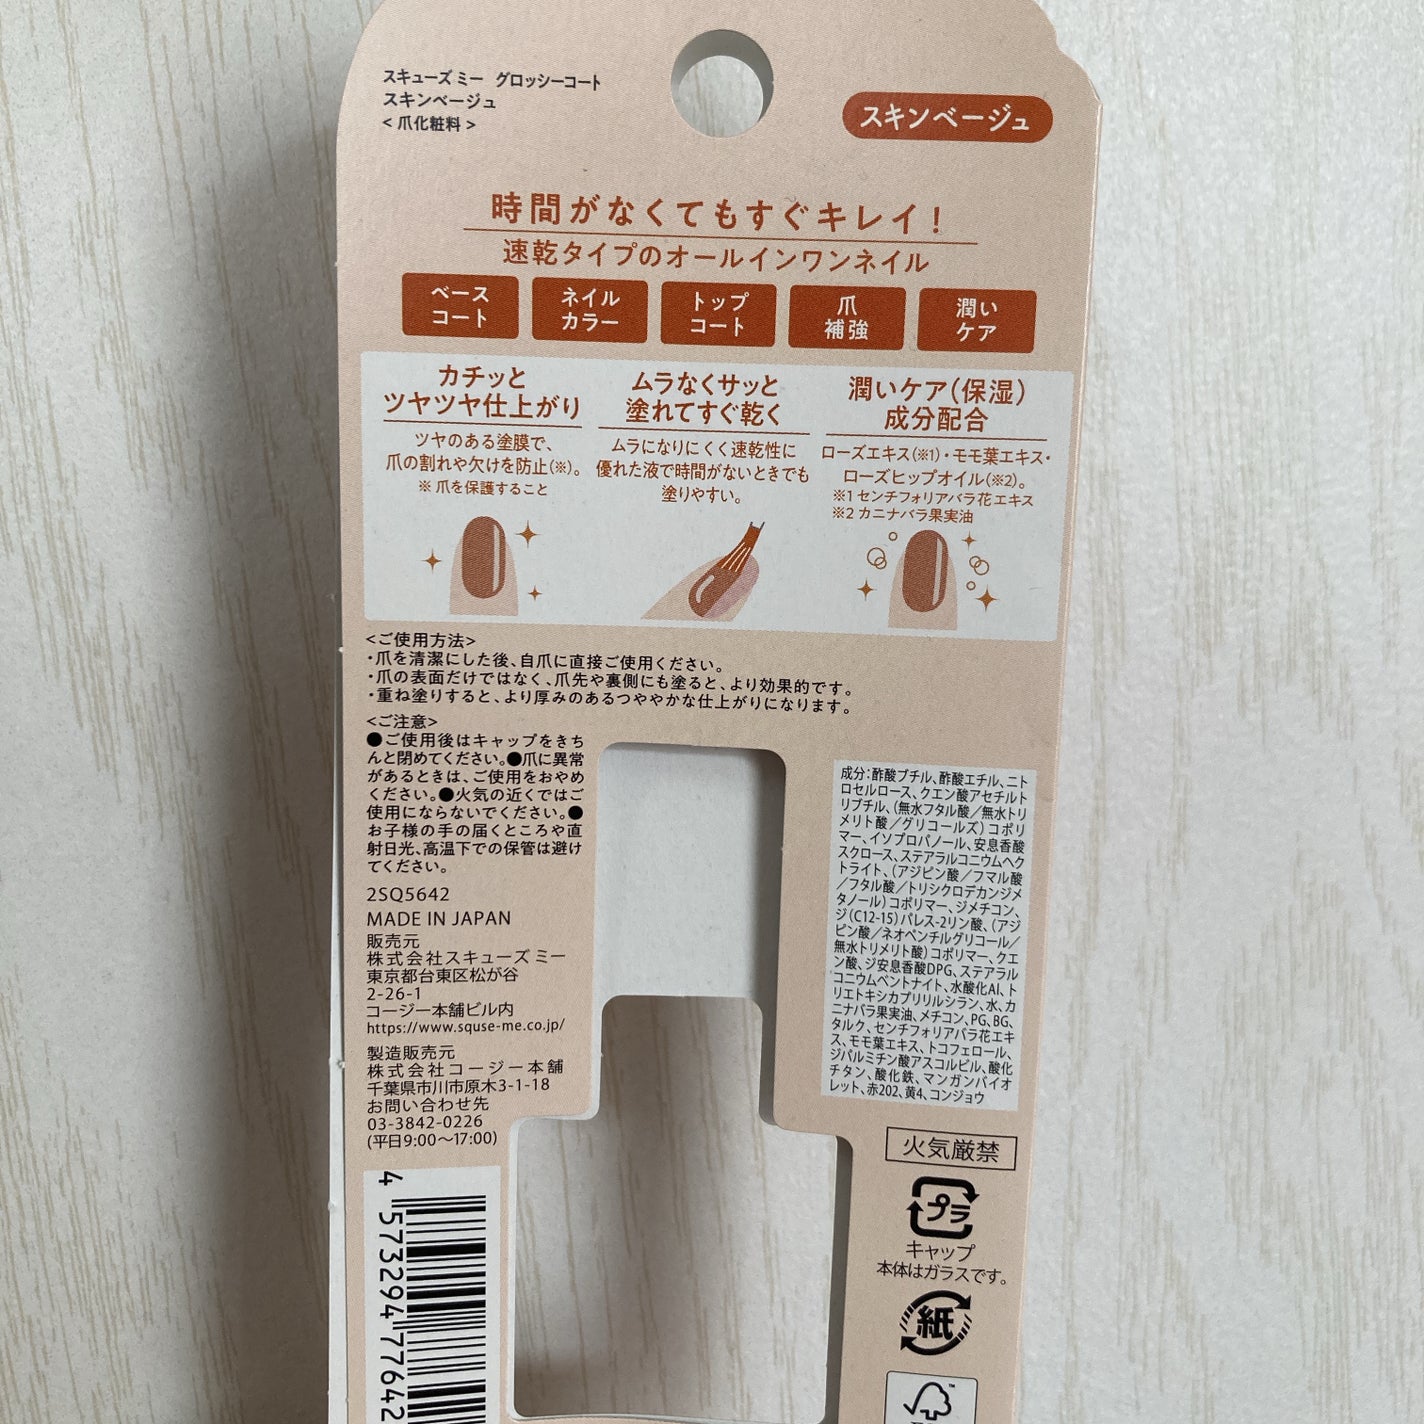 スキューズ ミー グロッシーコート
スキンベージュ
< 爪化粧料 >
スキンベージュ
時間がなくてもすぐキレイ！
速乾タイプのオールインワンネイル
ベース
コート
ネイル
カラー
トップ
コート
爪
補強
潤い
ケア
カチッと
ツヤツヤ仕上がり
ツヤのある塗膜で、
爪の割れや欠けを防止(※)。
※ 爪を保護すること
ムラなくサッと
塗れてすぐ乾く
ムラになりにくく速乾性に
優れた液で時間がないときでも
塗りやすい。
潤いケア(保湿)
成分配合
ローズエキス(※1)・モモ葉エキス・
ローズヒップオイル(※2)。
※1 センチフォリアバラ花エキス
※2 カニナバラ果実油
<ご使用方法>
・爪を清潔にした後、自爪に直接ご使用ください。
・爪の表面だけではなく、爪先や裏側にも塗ると、より効果的です。
・重ね塗りすると、より厚みのあるつややかな仕上がりになります。
<ご注意>
●ご使用後はキャップをきち
んと閉めてください。●爪に異常
があるときは、ご使用をおやめ
ください。●火気の近くではご
使用にならないでください。●
お子様の手の届くところや直
射日光、高温下での保管は避け
てください。
2SQ5642
MADE IN JAPAN
販売元
株式会社スキューズ ミー
東京都台東区松が谷
2-26-1
コージー本舗ビル内
https://www.squse-me.co.jp/
製造販売元
株式会社コージー本舗
千葉県市川市原木3-1-18
お問い合わせ先
03-3842-0226
(平日9:00～17:00)
4 573294 77642
成分：酢酸ブチル、酢酸エチル、ニト
ロセルロース、クエン酸アセチルト
リブチル、(無水フタル酸／無水トリ
メリト酸／グリコールズ)コポリ
マー、イソプロパノール、安息香酸
スクロース、ステアラルコニウムヘク
トライト、(アジピン酸／フマル酸
／フタル酸／トリシクロデカンジメ
タノール)コポリマー、ジメチコン、
ジ(C12-15)パレス-2リン酸、(アジ
ピン酸／ネオペンチルグリコール／
無水トリメリト酸)コポリマー、クエ
ン酸、ジ安息香酸DPG、ステアラル
コニウムベントナイト、水酸化Al、ト
リエトキシカプリリルシラン、水、カ
ニナバラ果実油、メチコン、PG、BG、
タルク、センチフォリアバラ花エキ
ス、モモ葉エキス、トコフェロール、
ジパルミチン酸アスコルビル、酸化
チタン、酸化鉄、マンガンバイオ
レット、赤202、黄4、コンジョウ
火気厳禁
プラ
キャップ
本体はガラスです。
紙